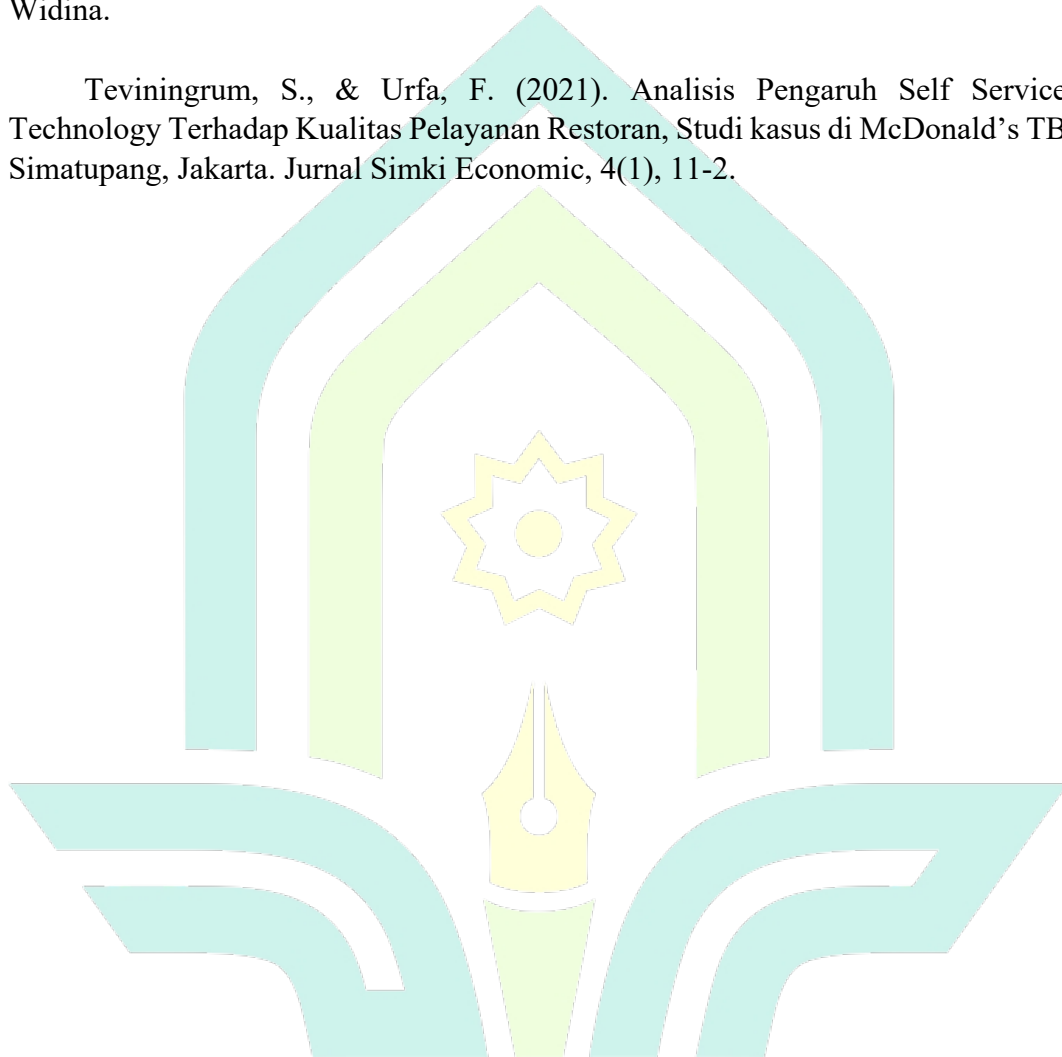 Widina.
Teviningrum, S., & Urfa, F. (2021). Analisis Pengaruh Self Service
Technology Terhadap Kualitas Pelayanan Restoran, Studi kasus di McDonald’s TB
Simatupang, Jakarta. Jurnal Simki Economic, 4(1), 11-2.